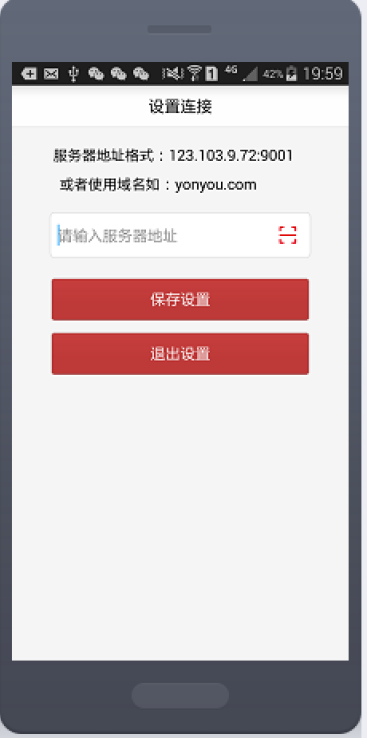 4G 42% 19:59
设置连接
服务器地址格式：123.103.9.72:9001
或者使用域名如：yonyou.com
请输入服务器地址
保存设置
退出设置